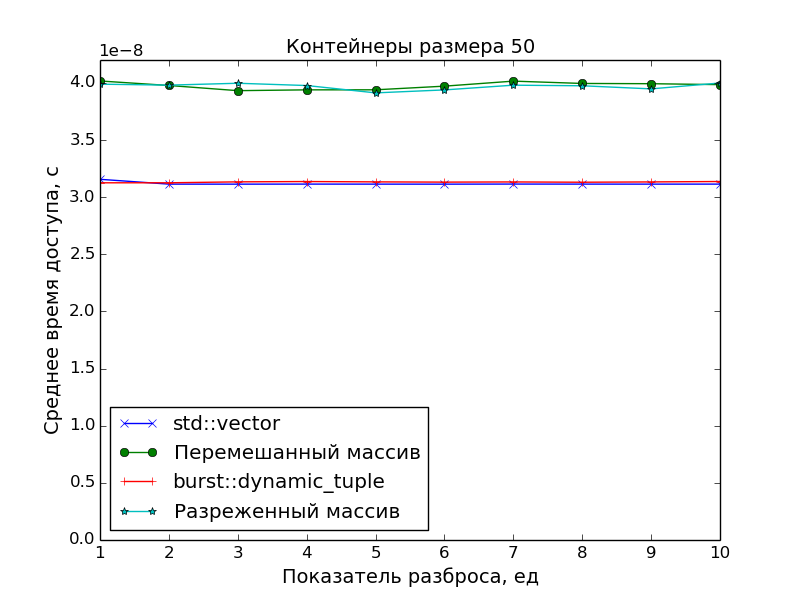 Контейнеры размера 50
1e−8
4.0
3.5
3.0
2.5
2.0
1.5
1.0
0.5
0.0
Среднее время доступа, с
std::vector
Перемешанный массив
burst::dynamic_tuple
Разреженный массив
1 2 3 4 5 6 7 8 9 10
Показатель разброса, ед